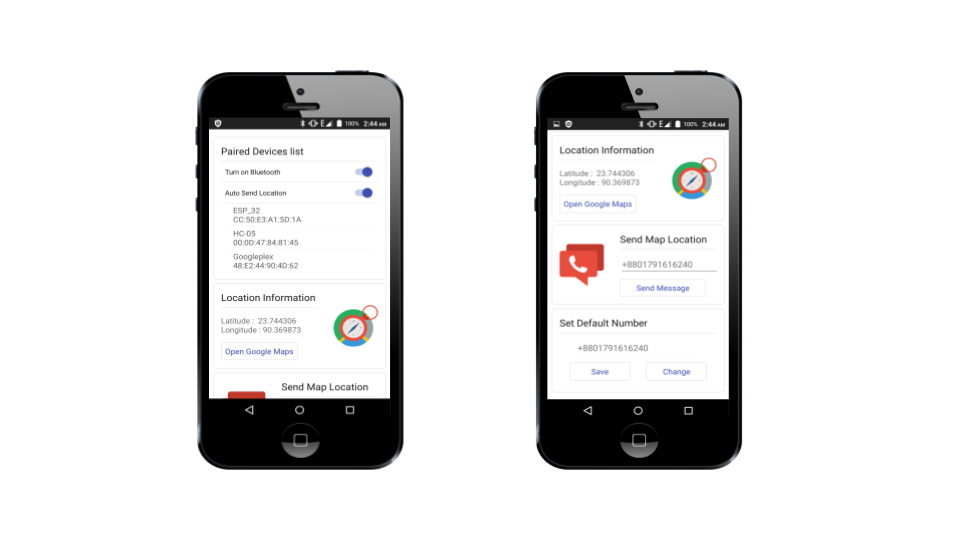 E 100% 2:44 AM
Paired Devices list
Turn on Bluetooth
Auto Send Location
ESP_32
CC:50:E3:A1:5D:1A
HC-05
00:0D:47:84:81:45
Googleplex
48:E2:44:90:4D:62
Location Information
Latitude : 23.744306
Longitude : 90.369873
Open Google Maps
Send Map Location
E 100% 2:44 AM
Location Information
Latitude : 23.744306
Longitude : 90.369873
Open Google Maps
Send Map Location
+8801791616240
Send Message
Set Default Number
+8801791616240
Save Change